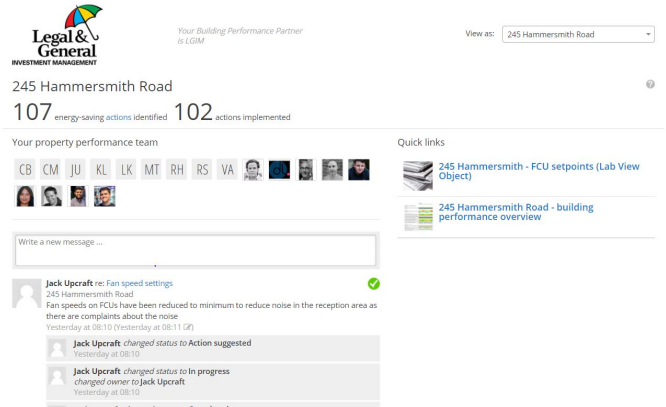 Legal &
General
INVESTMENT MANAGEMENT
Your Building Performance Partner
is LGIM
View as: 245 Hammersmith Road
245 Hammersmith Road
107 energy-saving actions identified 102 actions implemented
Your property performance team
CB CM JU KL LK MT RH RS VA
Quick links
245 Hammersmith - FCU setpoints (Lab View
Object)
245 Hammersmith Road - building
performance overview
Write a new message ...
Jack Upcraft re: Fan speed settings
245 Hammersmith Road
Fan speeds on FCUs have been reduced to minimum to reduce noise in the reception area as
there are complaints about the noise
Yesterday at 08:10 (Yesterday at 08:11)
Jack Upcraft changed status to Action suggested
Yesterday at 08:10
Jack Upcraft changed status to In progress
changed owner to Jack Upcraft
Yesterday at 08:10